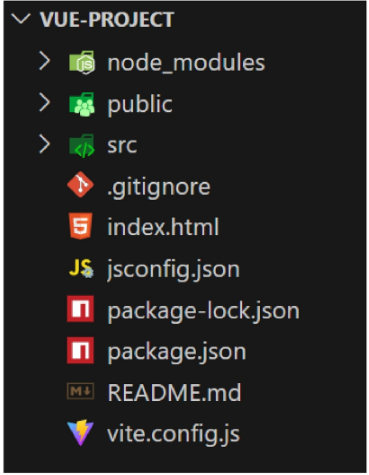 VUE-PROJECT
node_modules
public
src
.gitignore
index.html
JS jsconfig.json
package-lock.json
package.json
M↓ README.md
vite.config.js